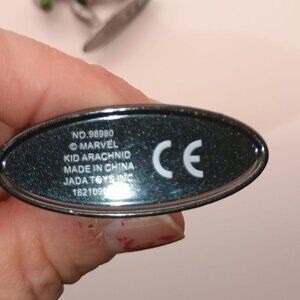 NO.98980
© MARVEL
KID ARACHNID
MADE IN CHINA
JADA TOYS INC
CE